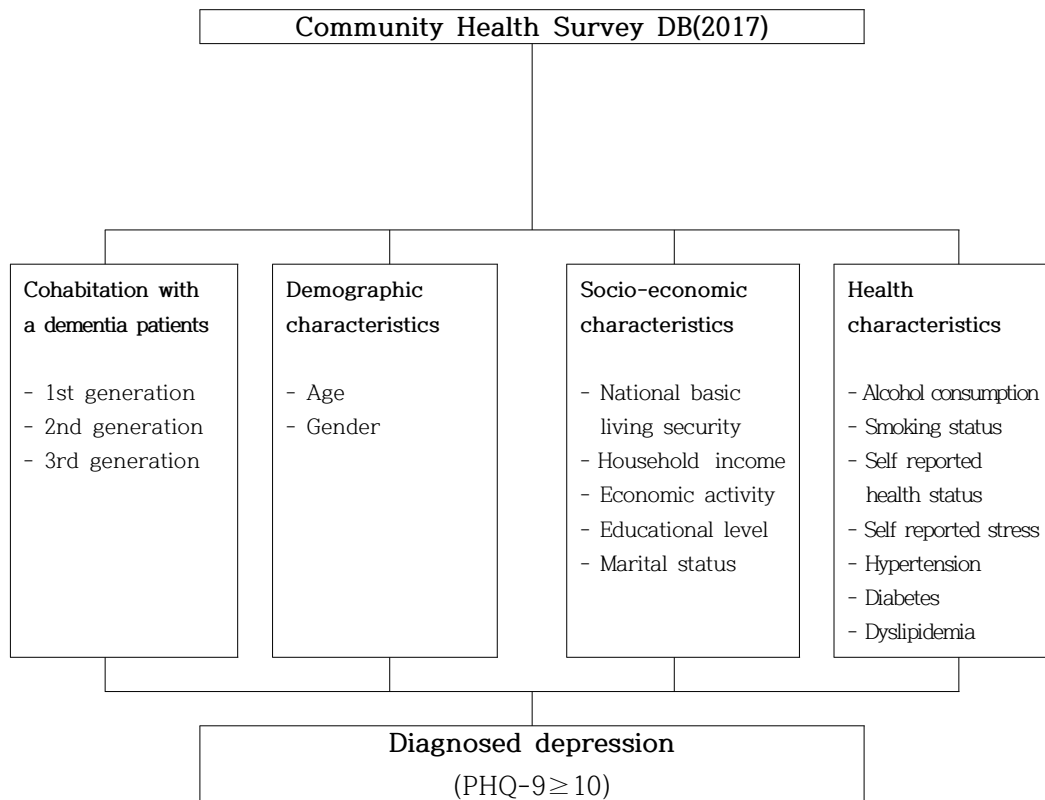 Community Health Survey DB(2017)
Cohabitation with
a dementia patients
- 1st generation
- 2nd generation
- 3rd generation
Demographic
characteristics
- Age
- Gender
Socio-economic
characteristics
- National basic
living security
- Household income
- Economic activity
- Educational level
- Marital status
Health
characteristics
- Alcohol consumption
- Smoking status
- Self reported
health status
- Self reported stress
- Hypertension
- Diabetes
- Dyslipidemia
Diagnosed depression
(PHQ-9≥10)